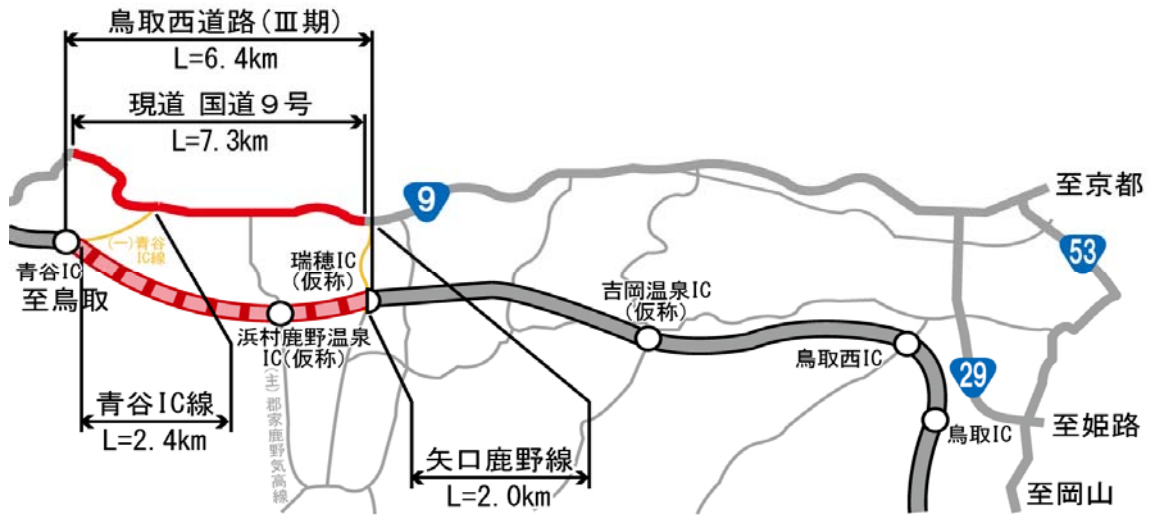 鳥取西道路(Ⅲ期)
L=6.4km
現道 国道９号
L=7.3km
9
至京都
53
(一)青谷
IC線
青谷IC
至鳥取
瑞穂IC
(仮称)
吉岡温泉IC
(仮称)
浜村鹿野温泉
IC(仮称)
鳥取西IC
29
(主)郡家鹿野気高線
青谷IC線
L=2.4km
矢口鹿野線
L=2.0km
鳥取IC
至姫路
至岡山